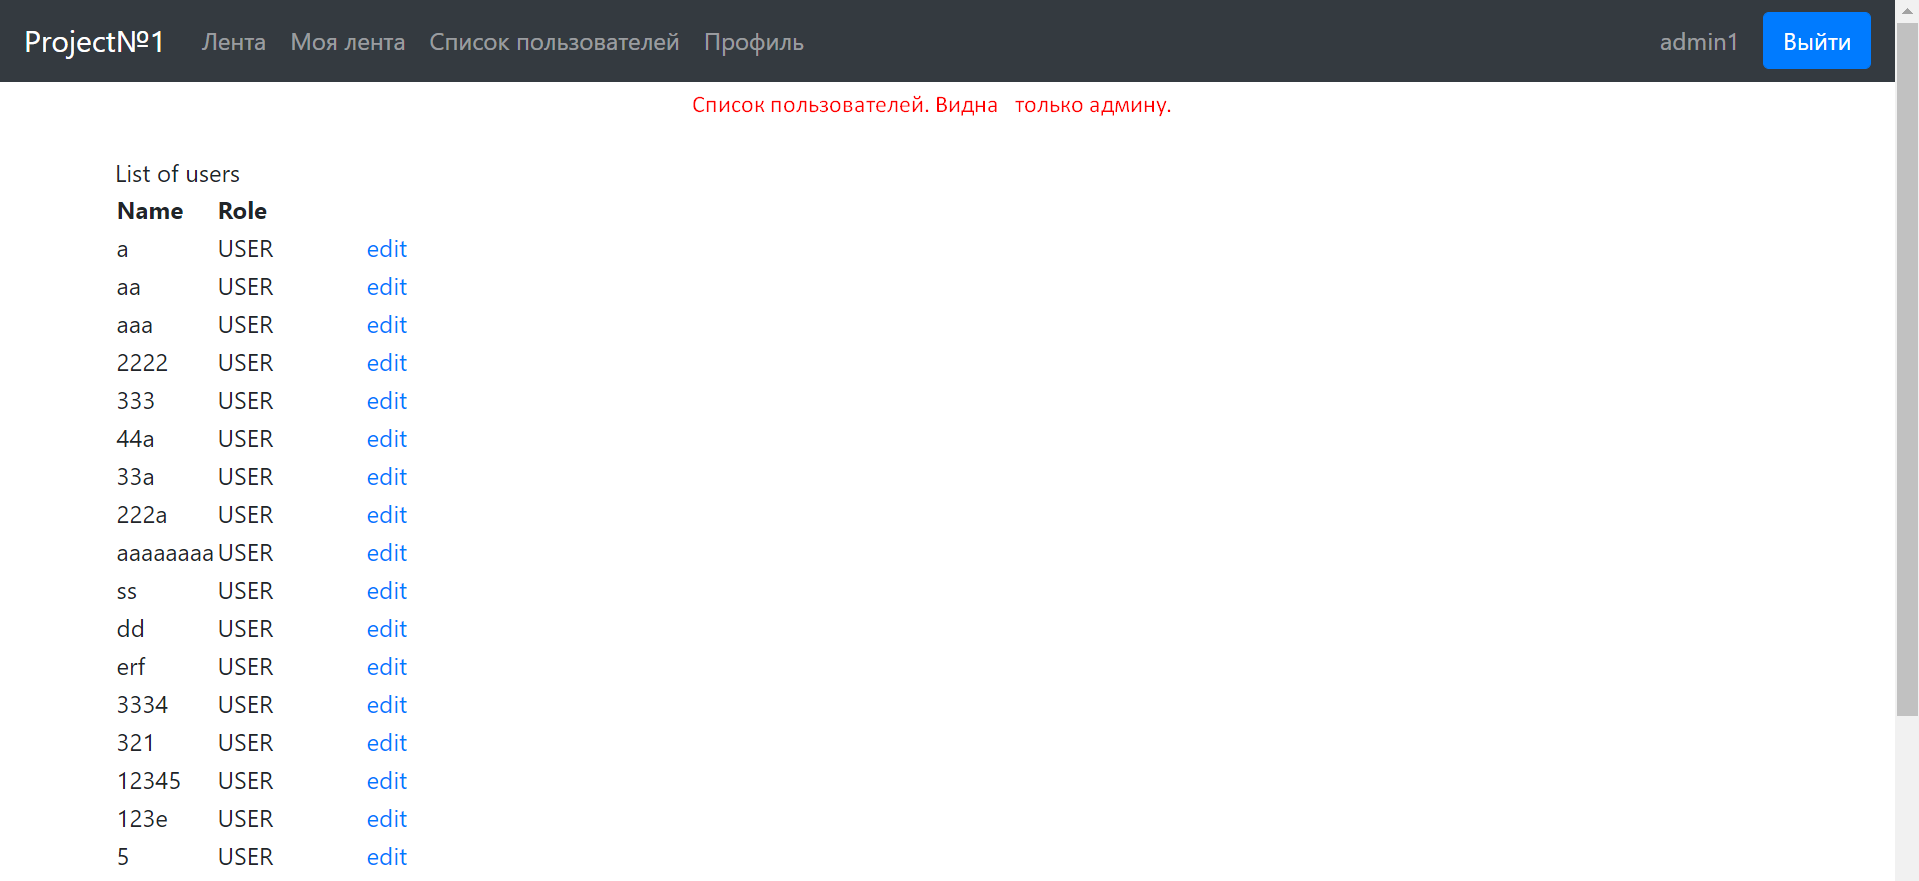 ProjectNº1 Лента Моя лента Список пользователей Профиль admin1 Выйти
Список пользователей. Видна только админу.
List of users
Name Role
a USER edit
aa USER edit
aaa USER edit
2222 USER edit
333 USER edit
44a USER edit
33a USER edit
222a USER edit
aaaaaaaa USER edit
ss USER edit
dd USER edit
erf USER edit
3334 USER edit
321 USER edit
12345 USER edit
123e USER edit
5 USER edit